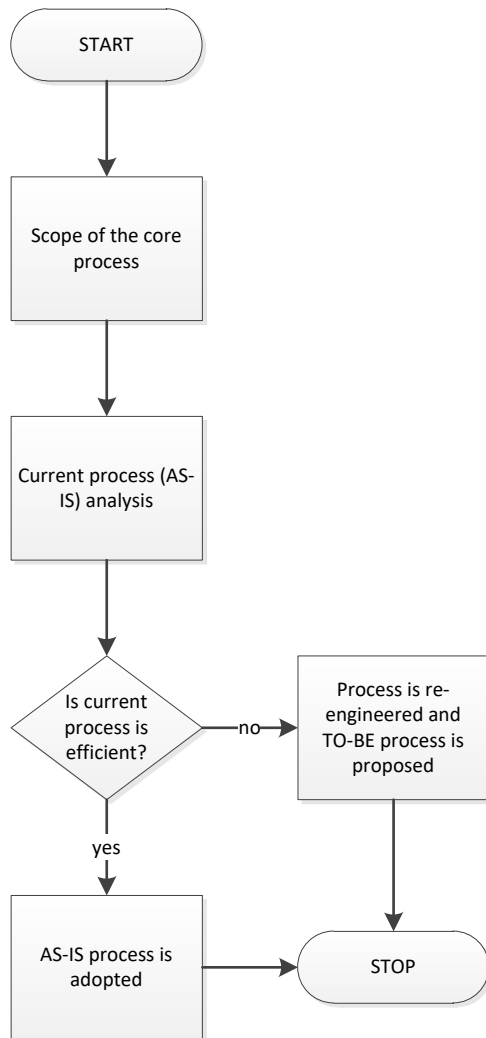 START
Scope of the core
process
Current process (AS-
IS) analysis
Is current
process is
efficient?
no
Process is re-
engineered and
TO-BE process is
proposed
yes
AS-IS process is
adopted
STOP